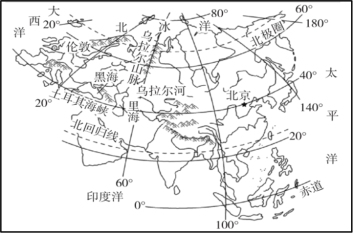 大
西
洋
20°
北
冰
洋
80°
60°
180°
北极圈
伦敦
乌拉尔山脉
黑海
乌拉尔河
土耳其海峡
里海
20°
北京
40°
140°
太
平
洋
北回归线
20°
60°
印度洋
0°
赤道
100°